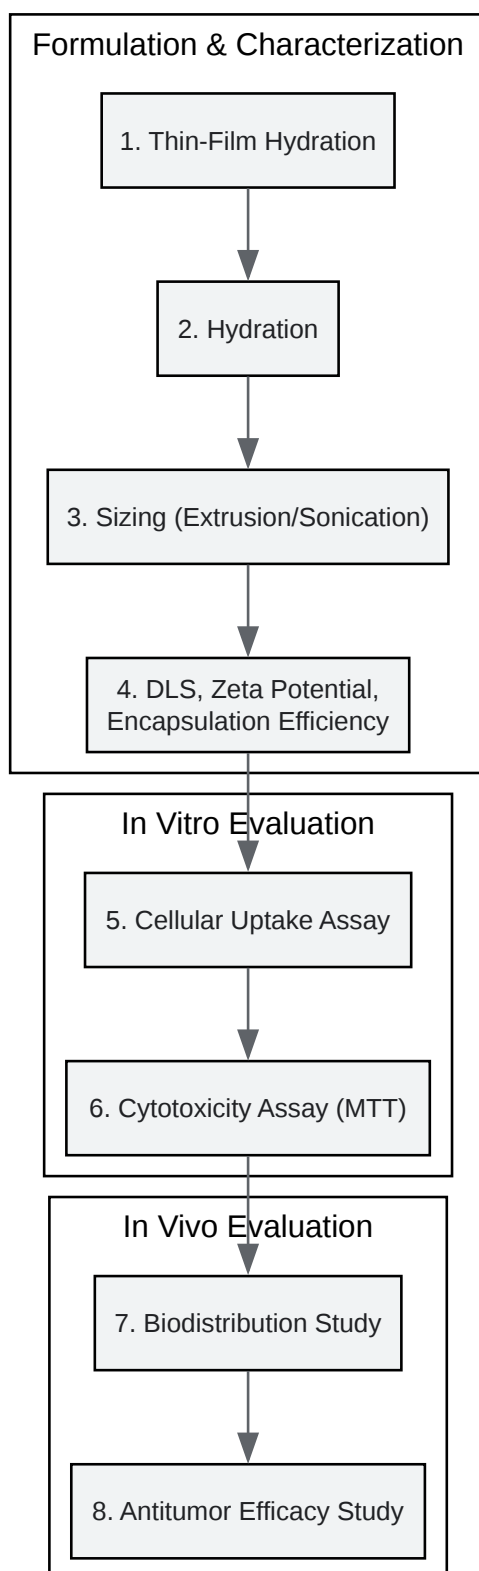 Formulation & Characterization
1. Thin-Film Hydration
2. Hydration
3. Sizing (Extrusion/Sonication)
4. DLS, Zeta Potential,
Encapsulation Efficiency
In Vitro Evaluation
5. Cellular Uptake Assay
6. Cytotoxicity Assay (MTT)
In Vivo Evaluation
7. Biodistribution Study
8. Antitumor Efficacy Study